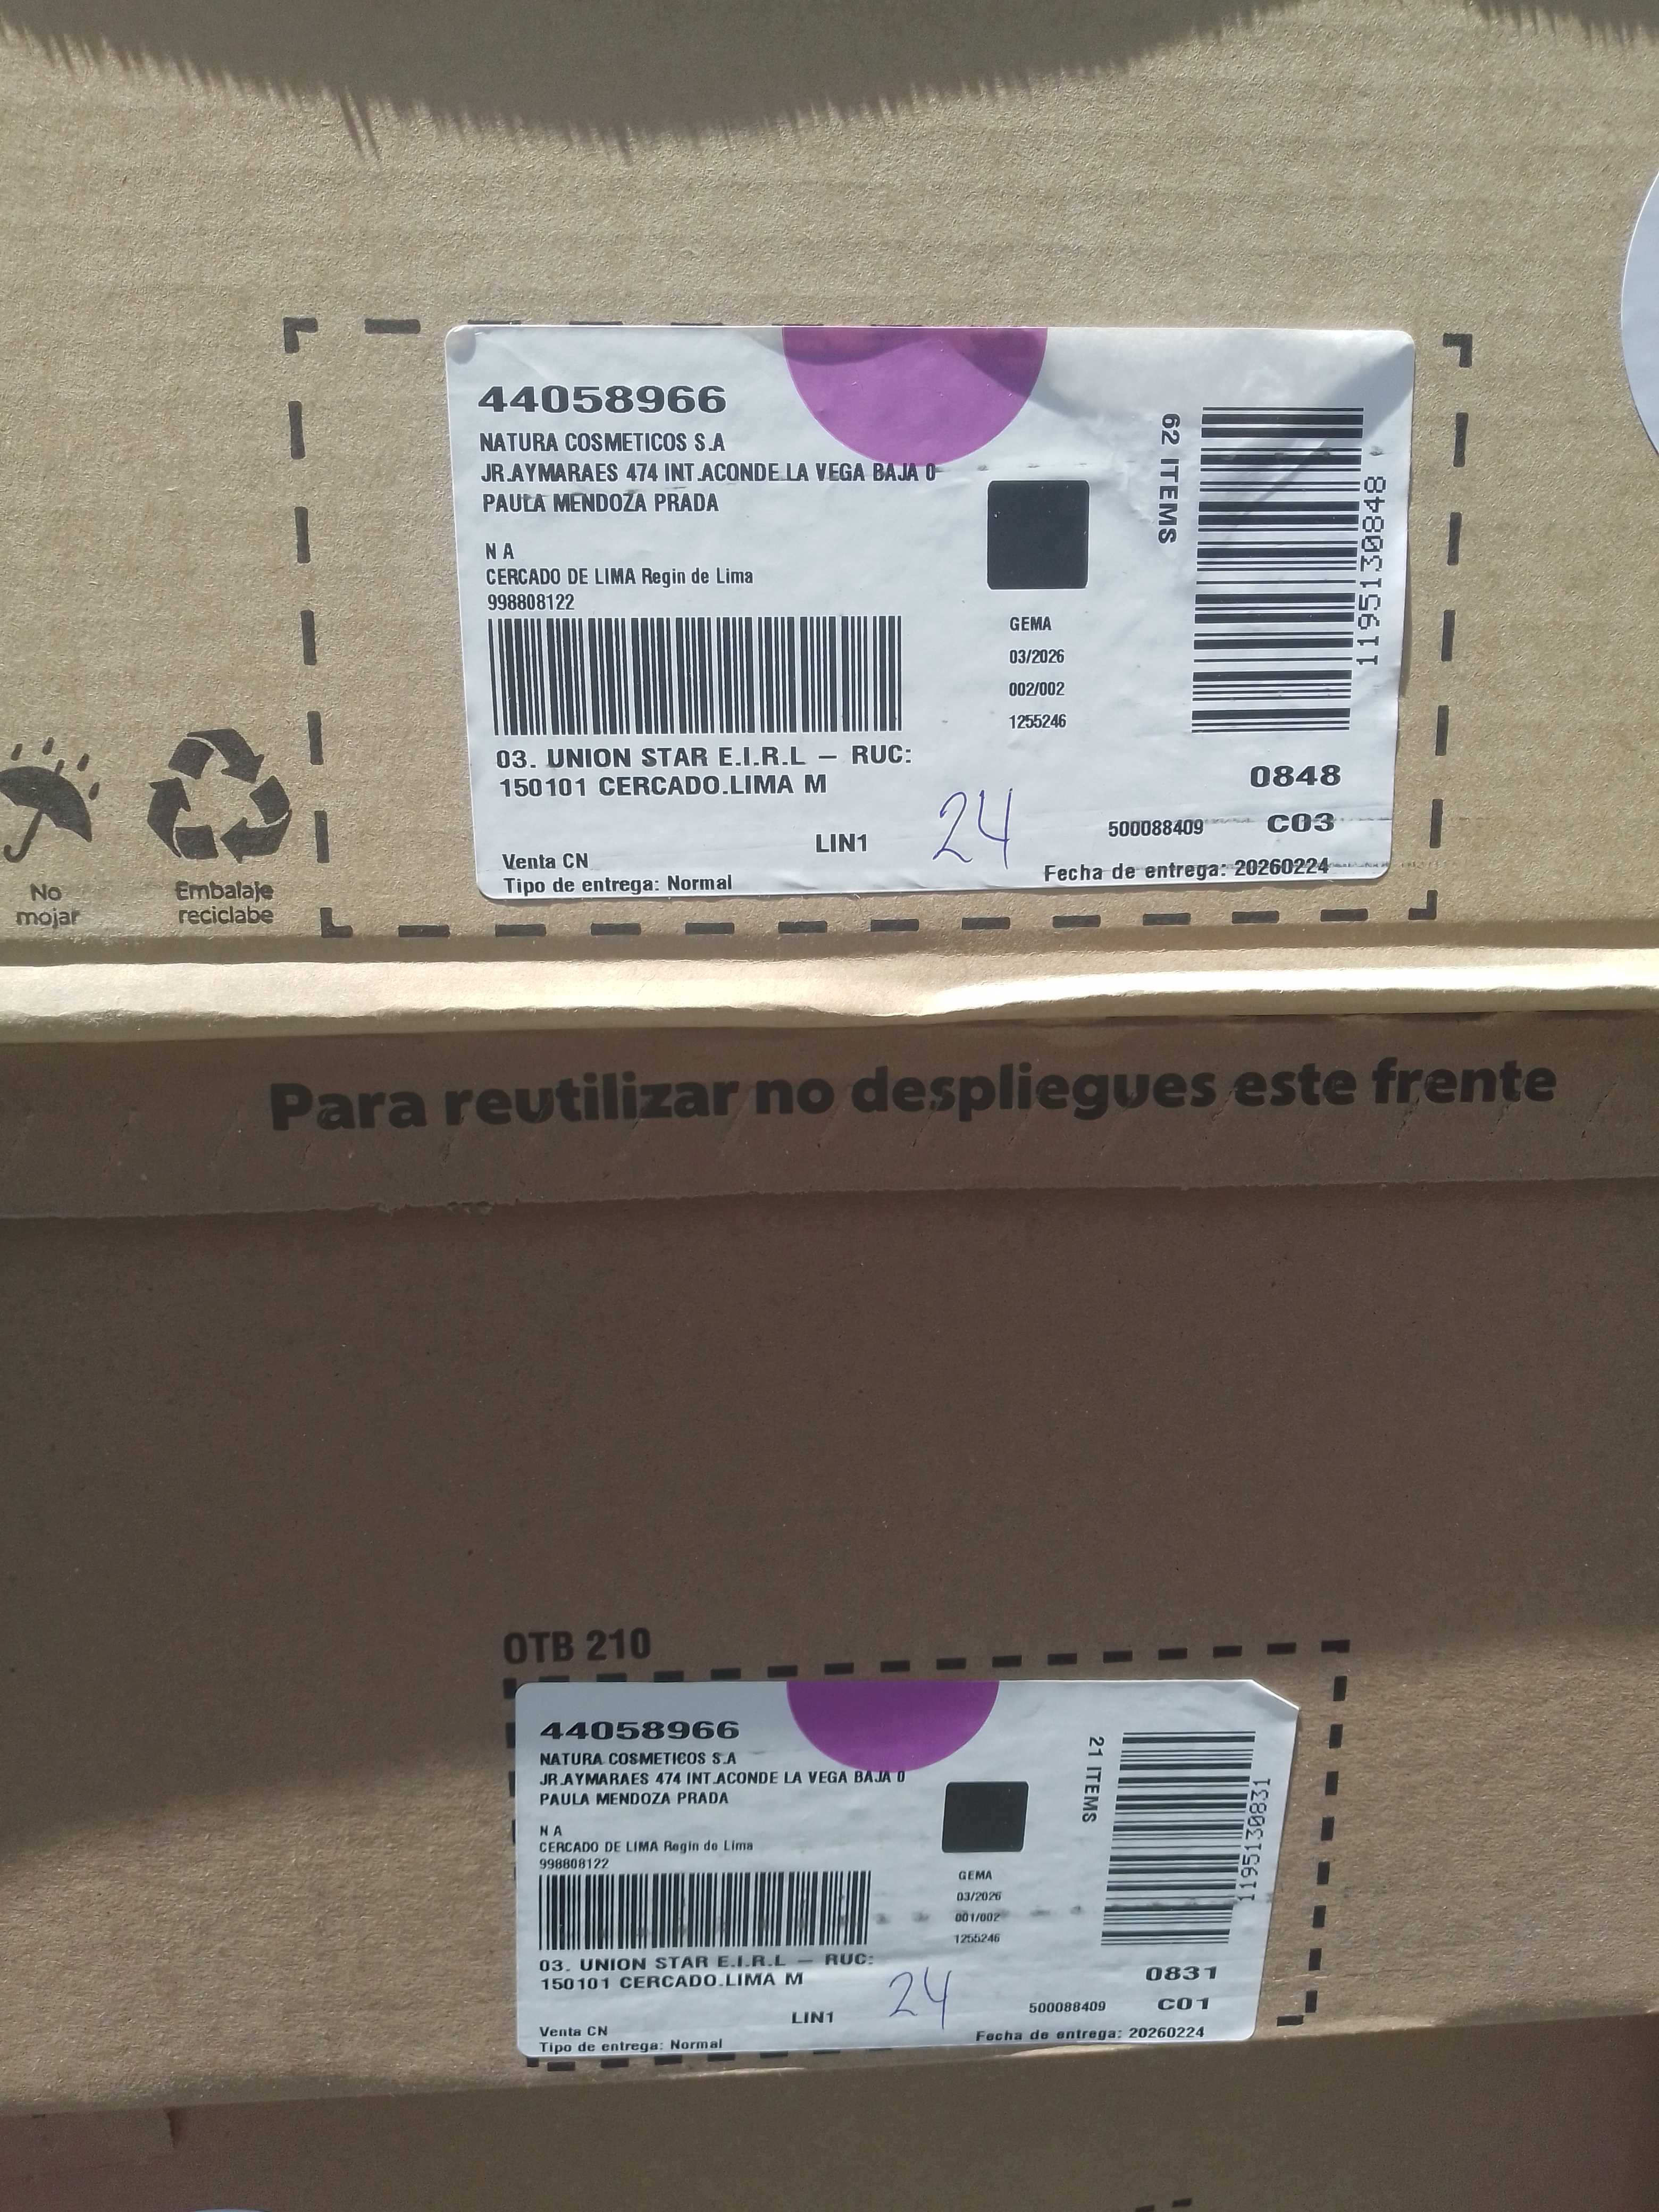 44058966
NATURA COSMETICOS S.A
JR.AYMARAES 474 INT.ACONDE LA VEGA BAJA 0
PAULA MENDOZA PRADA
N A
CERCADO DE LIMA Regin de Lima
998808122
62 ITEMS
1195130848
GEMA
03/2026
002/002
1255246
03. UNION STAR E.I.R.L – RUC:
150101 CERCADO.LIMA M
0848
24
LIN1
500088409 C03
Venta CN
Tipo de entrega: Normal
Fecha de entrega: 20260224
No
mojar
Embalaje
reciclabe
Para reutilizar no despliegues este frente
OTB 210
44058966
NATURA COSMETICOS S.A
JR.AYMARAES 474 INT.ACONDE LA VEGA BAJA 0
PAULA MENDOZA PRADA
N A
CERCADO DE LIMA Regin de Lima
998808122
21 ITEMS
1195130831
GEMA
03/2026
001/002
1255246
03. UNION STAR E.I.R.L – RUC:
150101 CERCADO.LIMA M
0831
24
LIN1
500088409 C01
Venta CN
Tipo de entrega: Normal
Fecha de entrega: 20260224